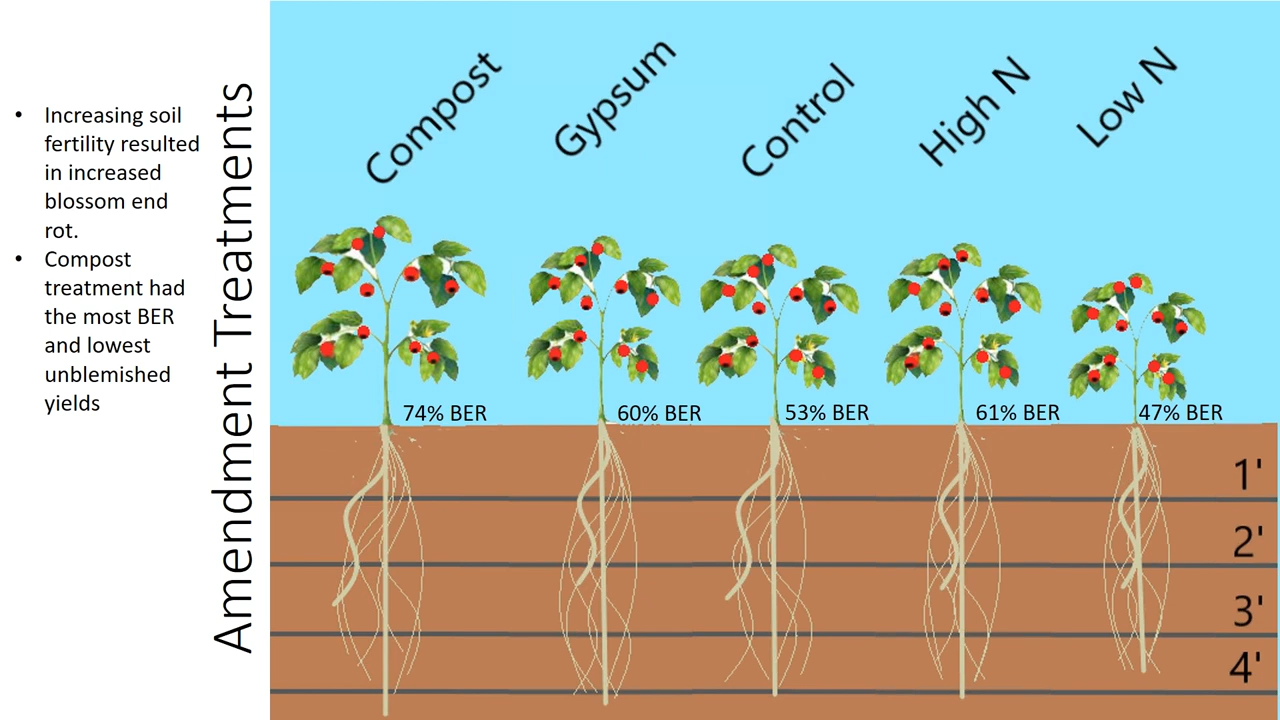 • Increasing soil
fertility resulted
in increased
blossom end
rot.
• Compost
treatment had
the most BER
and lowest
unblemished
yields
Amendment Treatments
Compost
Gypsum
Control
High N
Low N
74% BER
60% BER
53% BER
61% BER
47% BER
1'
2'
3'
4'